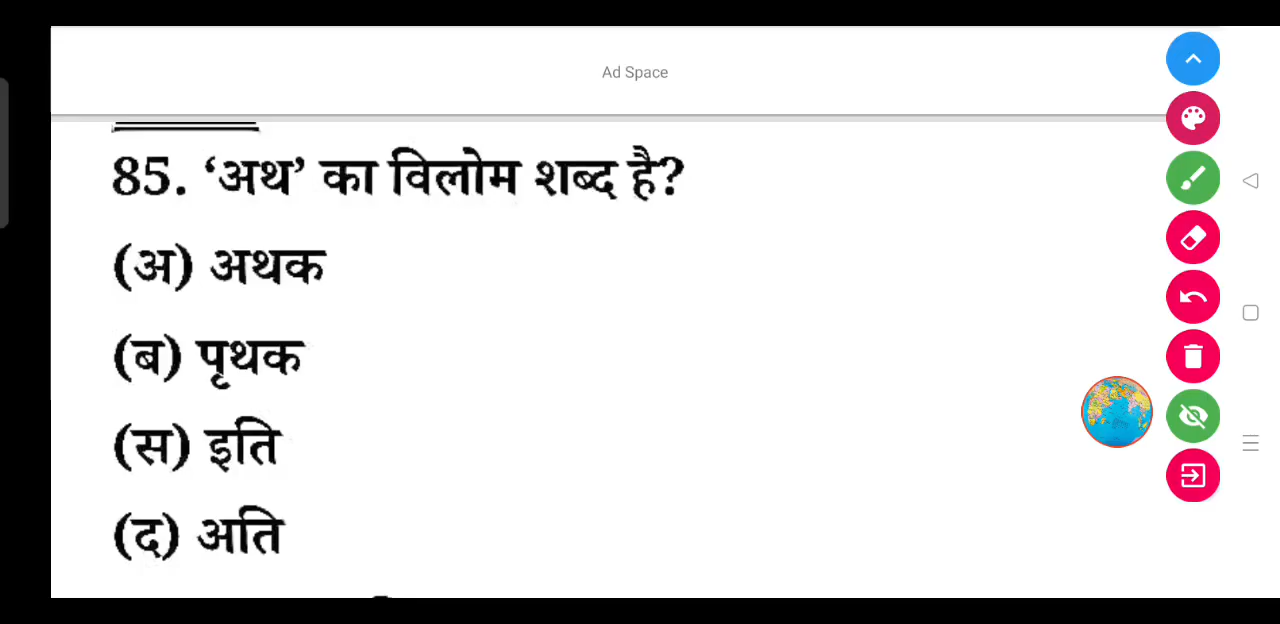 Ad Space
85. ‘अथ’ का विलोम शब्द है?
(अ) अथक
(ब) पृथक
(स) इति
(द) अति